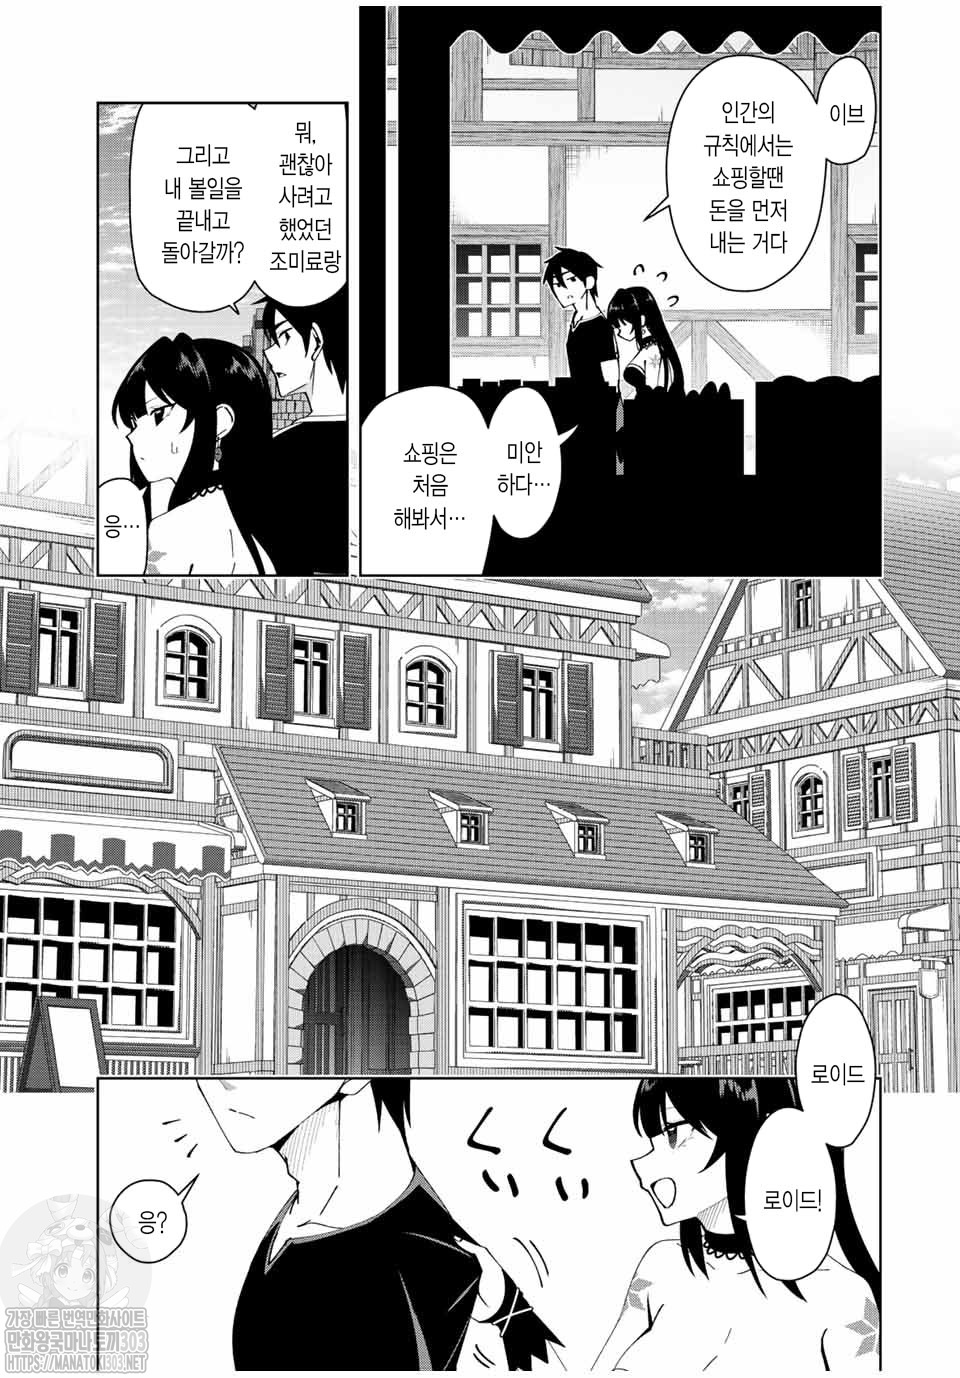 이브
인간의
규칙에서는
쇼핑할땐
돈을 먼저
내는 거다
미안
하다…
쇼핑은
처음
해봐서…
뭐,
괜찮아
사려고
했었던
조미료랑
그리고
내 볼일을
끝내고
돌아갈까?
응…
로이드
로이드!
くいくい
응?
가장 빠른 번역만화사이트
만화왕국마나토끼303
HTTPS://MANATOKI303.NET